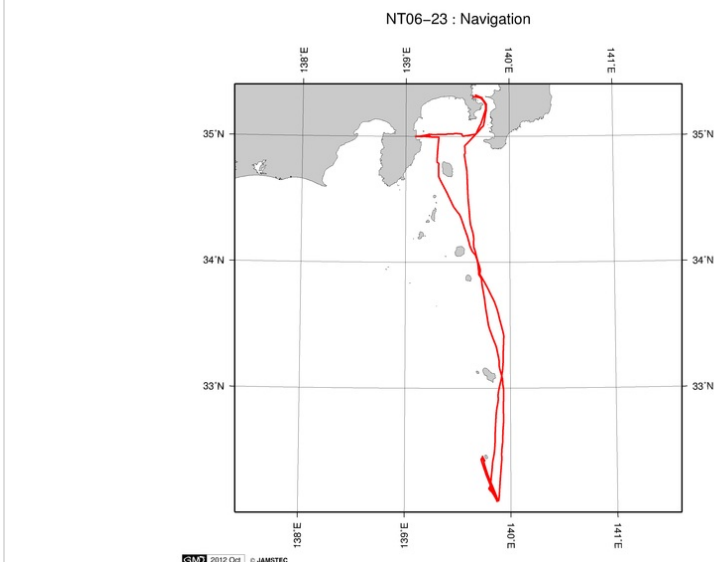 NT06−23 : Navigation
138˚E 139˚E 140˚E 141˚E
35˚N 35˚N
34˚N 34˚N
33˚N 33˚N
138˚E 139˚E 140˚E 141˚E
GMD 2012 Oct © JAMSTEC